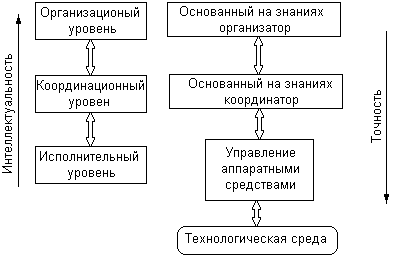 Интеллектуальность
Организационый
уровень
Координационный
уровен
Исполнительный
уровень
Основанный на знаниях
организатор
Основанный на знаниях
координатор
Управление
аппаратными
средствами
Технологическая среда
Точность